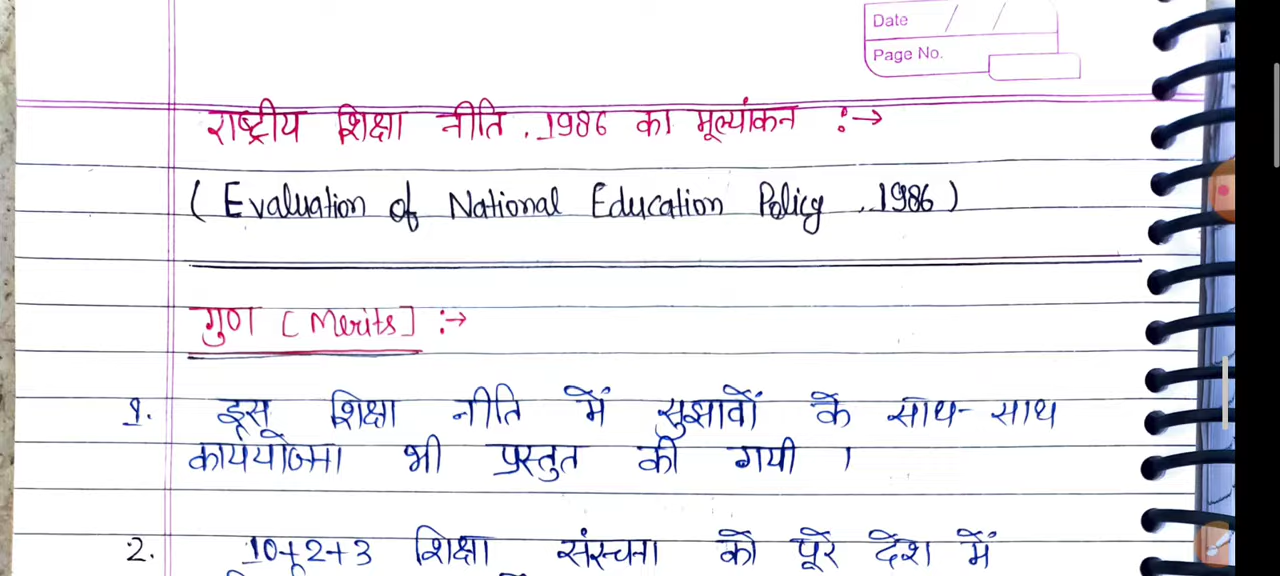 Date / /
Page No.
राष्ट्रीय शिक्षा नीति, 1986 का मूल्यांकन :→
( Evaluation of National Education Policy, 1986 )
गुण [Merits] :→
1. इस शिक्षा नीति में सुझावों के साथ-साथ
कार्ययोजना भी प्रस्तुत की गयी ।
2. 10+2+3 शिक्षा संरचना को पूरे देश में